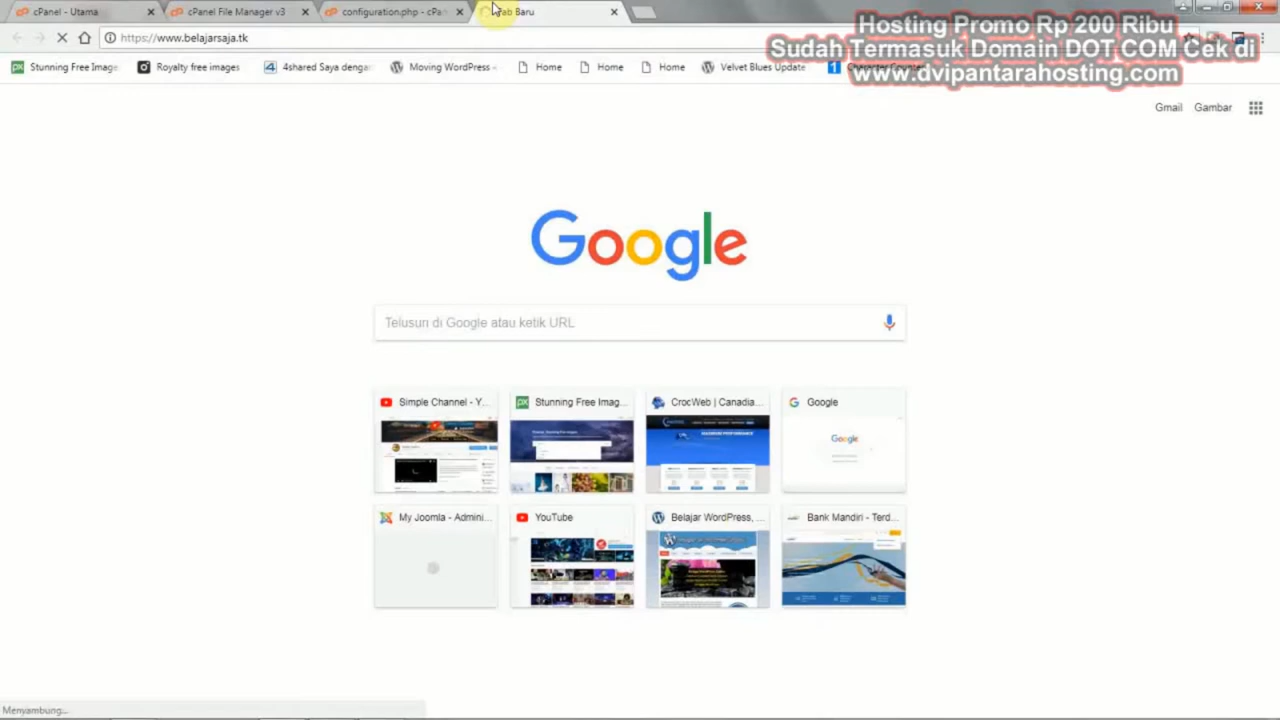 cPanel - Utama
cPanel File Manager v3
configuration.php - cPa
Tab Baru
Hosting Promo Rp 200 Ribu
Sudah Termasuk Domain DOT COM Cek di
www.dvipantarahosting.com
https://www.belajarsaja.tk
Stunning Free Image
Royalty free images
4shared Saya denga
Moving WordPress -
Home
Home
Home
Velvet Blues Update
Character Counter
Gmail
Gambar
Google
Telusuri di Google atau ketik URL
Simple Channel - Y...
Stunning Free Imag...
CrocWeb | Canadia...
Google
My Joomla - Admini...
YouTube
Belajar WordPress, ...
Bank Mandiri - Terd...
Menyambung...